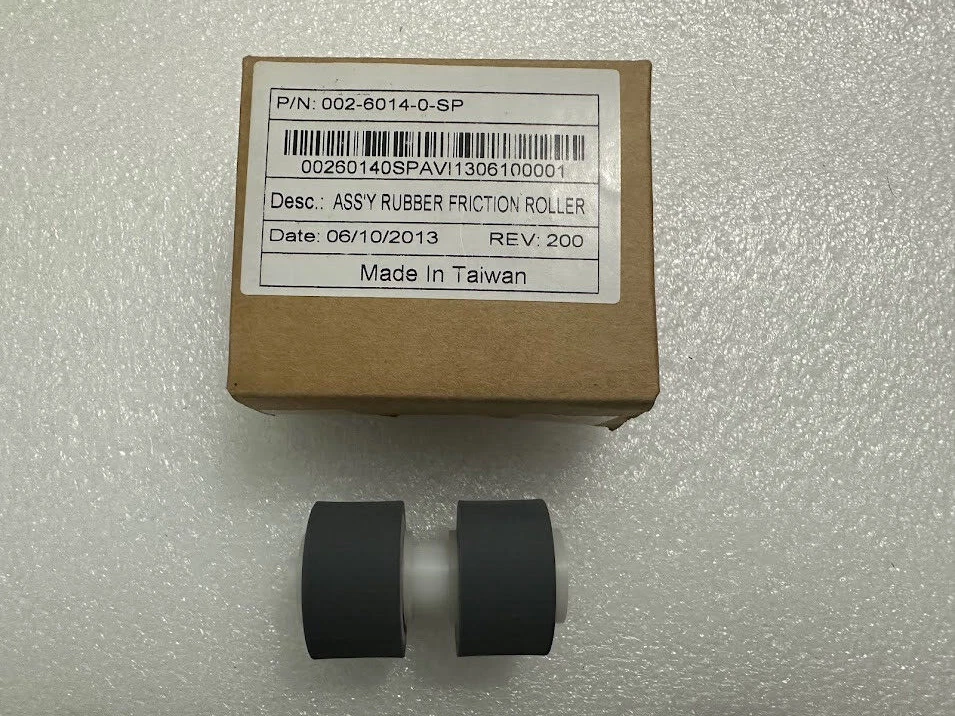 P/N: 002-6014-0-SP
00260140SPAVI1306100001
Desc.: ASS'Y RUBBER FRICTION ROLLER
Date: 06/10/2013 REV: 200
Made In Taiwan